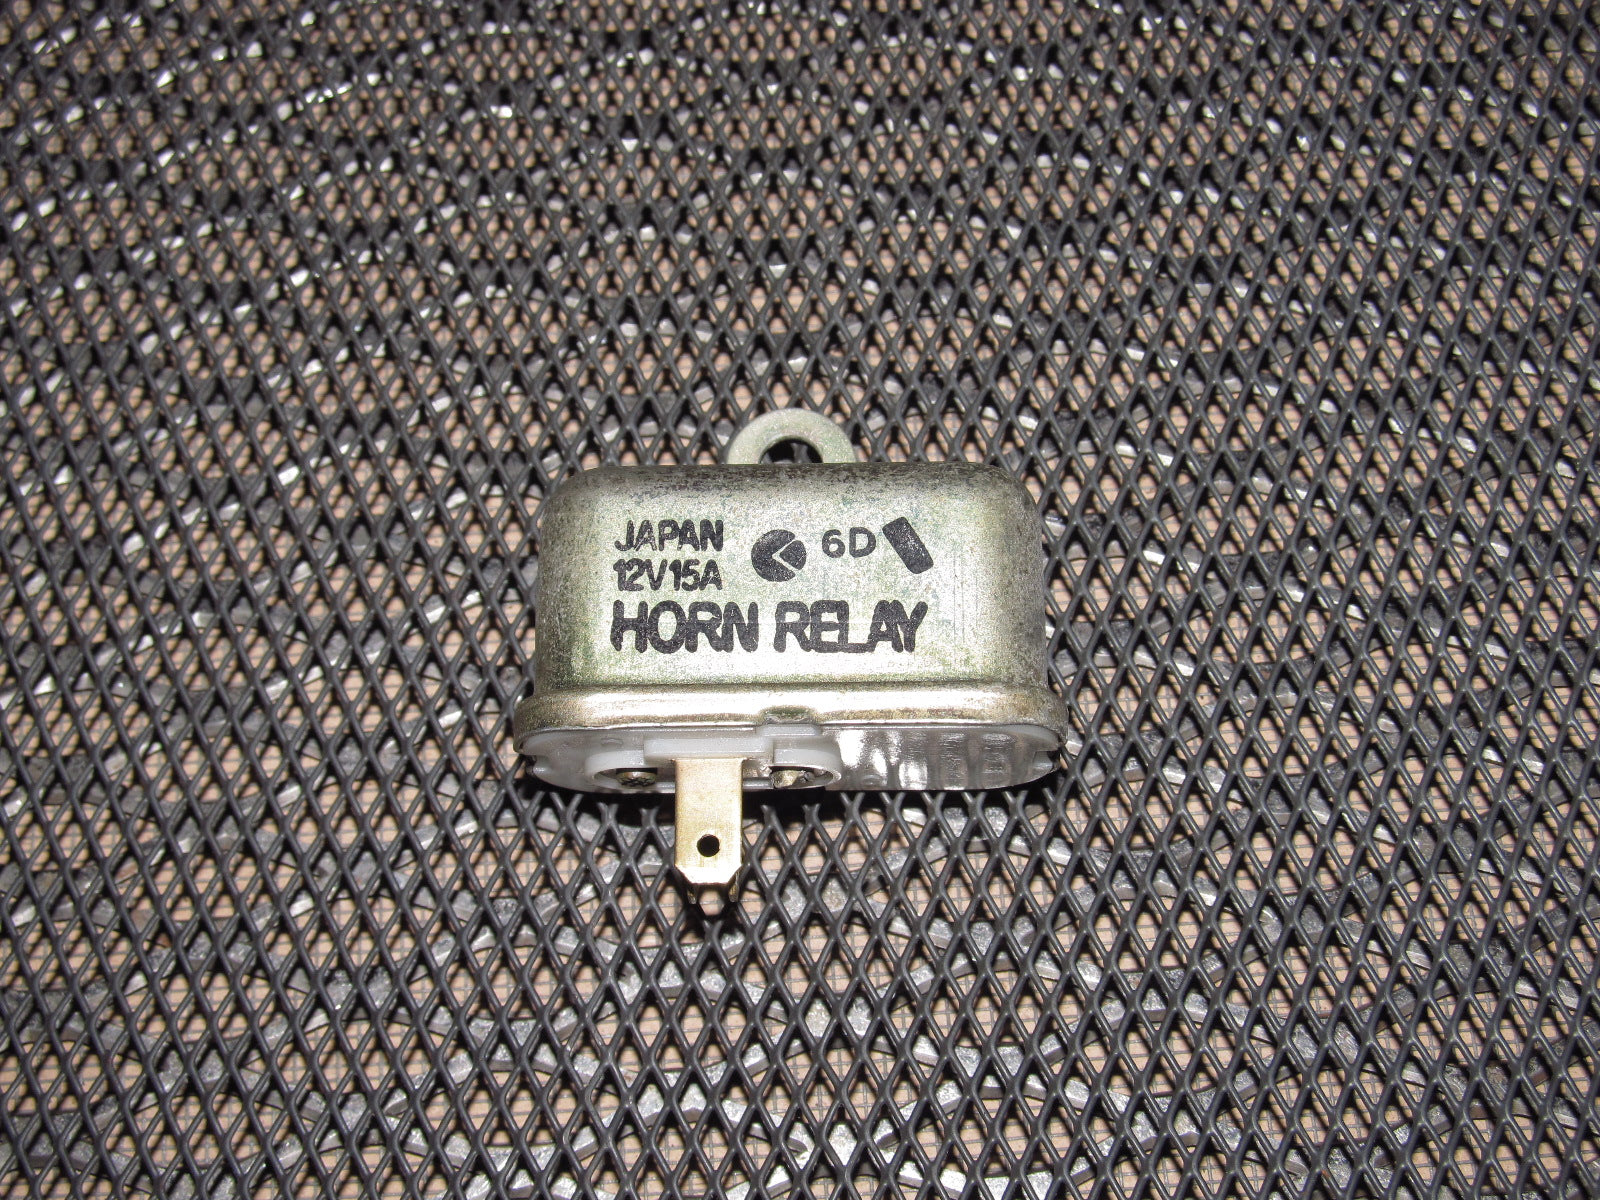 JAPAN 6D
12V15A
HORN RELAY